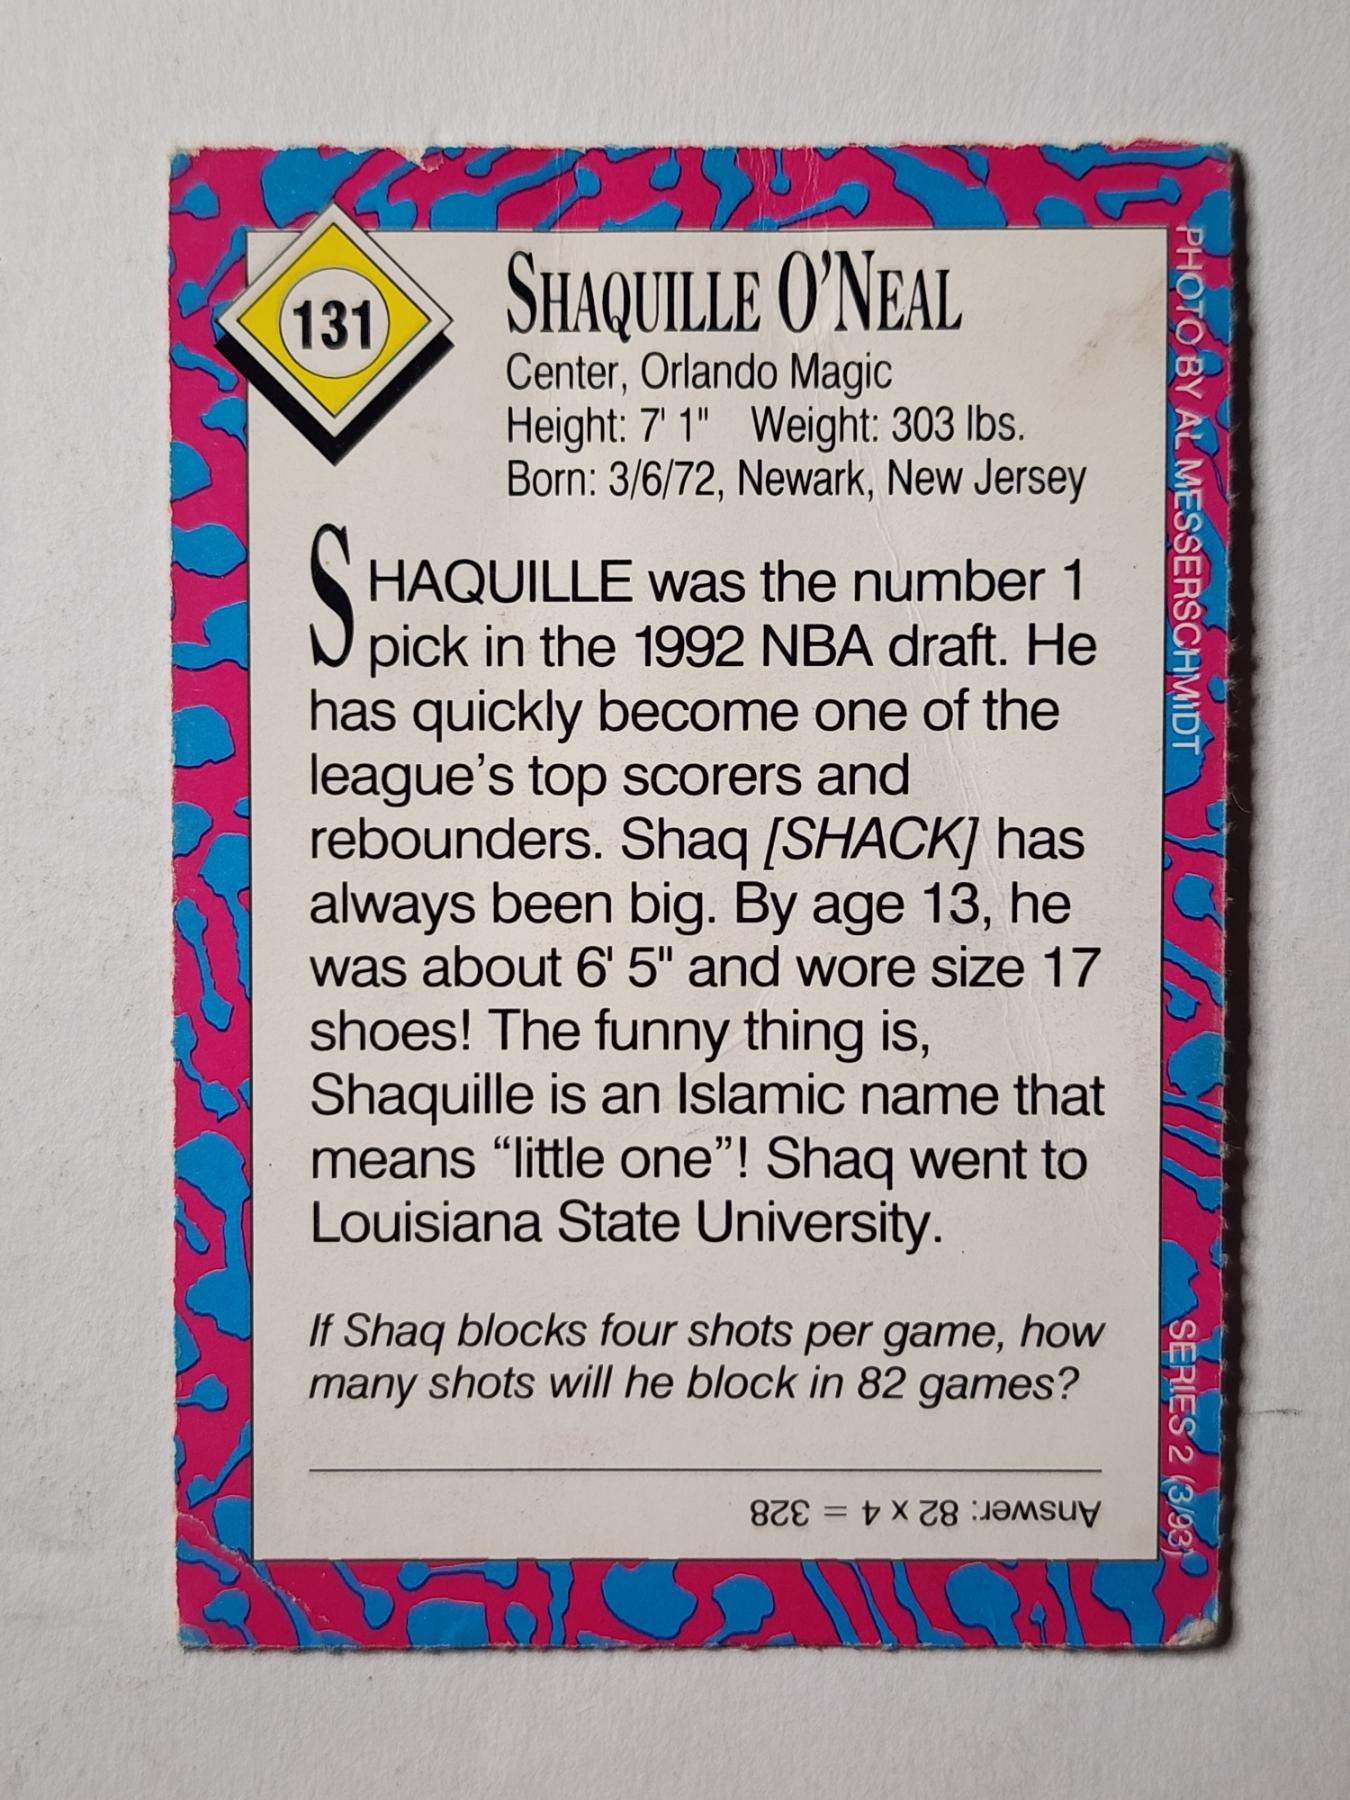 131
SHAQUILLE O'NEAL
Center, Orlando Magic
Height: 7' 1" Weight: 303 lbs.
Born: 3/6/72, Newark, New Jersey
SHAQUILLE was the number 1
pick in the 1992 NBA draft. He
has quickly become one of the
league's top scorers and
rebounders. Shaq [SHACK] has
always been big. By age 13, he
was about 6' 5" and wore size 17
shoes! The funny thing is,
Shaquille is an Islamic name that
means “little one”! Shaq went to
Louisiana State University.
If Shaq blocks four shots per game, how
many shots will he block in 82 games?
Answer: 82 x 4 = 328
PHOTO BY AL MESSERSCHMIDT
SERIES 2 (3/93)